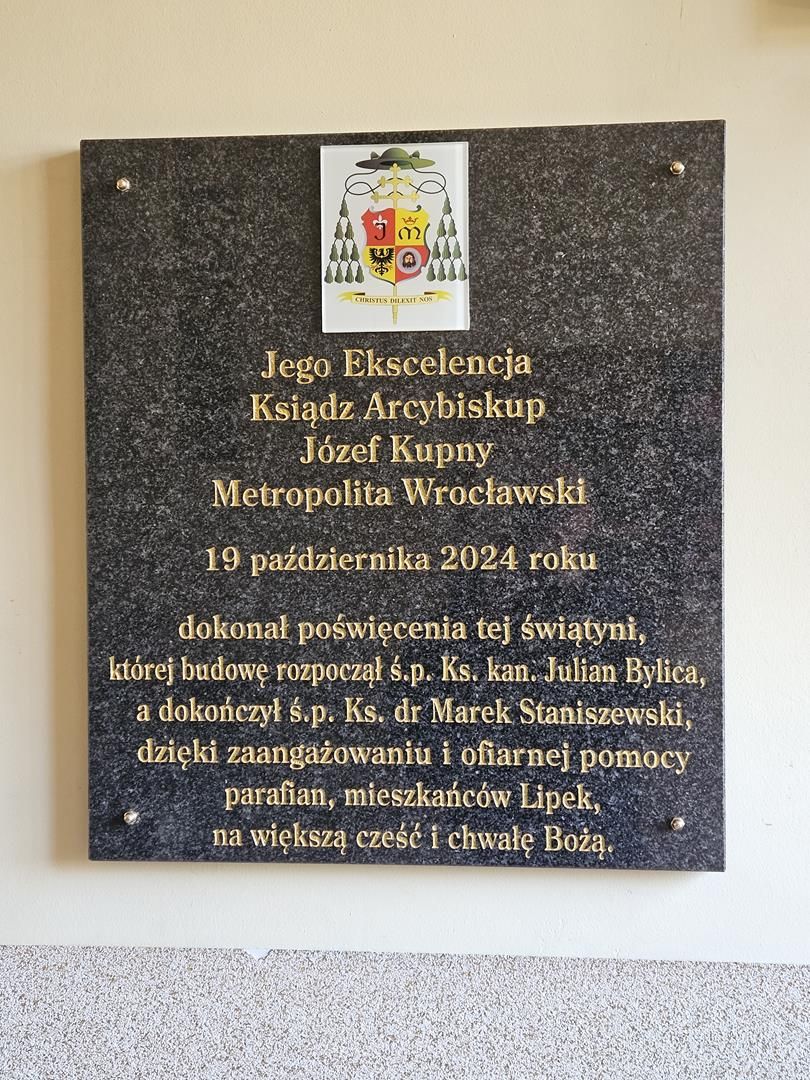 J M
CHRISTUS DILEXIT NOS
Jego Ekscelencja
Ksiądz Arcybiskup
Józef Kupny
Metropolita Wrocławski
19 października 2024 roku
dokonał poświęcenia tej świątyni,
której budowę rozpoczął ś.p. Ks. kan. Julian Bylica,
a dokończył ś.p. Ks. dr Marek Staniszewski,
dzięki zaangażowaniu i ofiarnej pomocy
parafian, mieszkańców Lipek,
na większą cześć i chwałę Bożą.